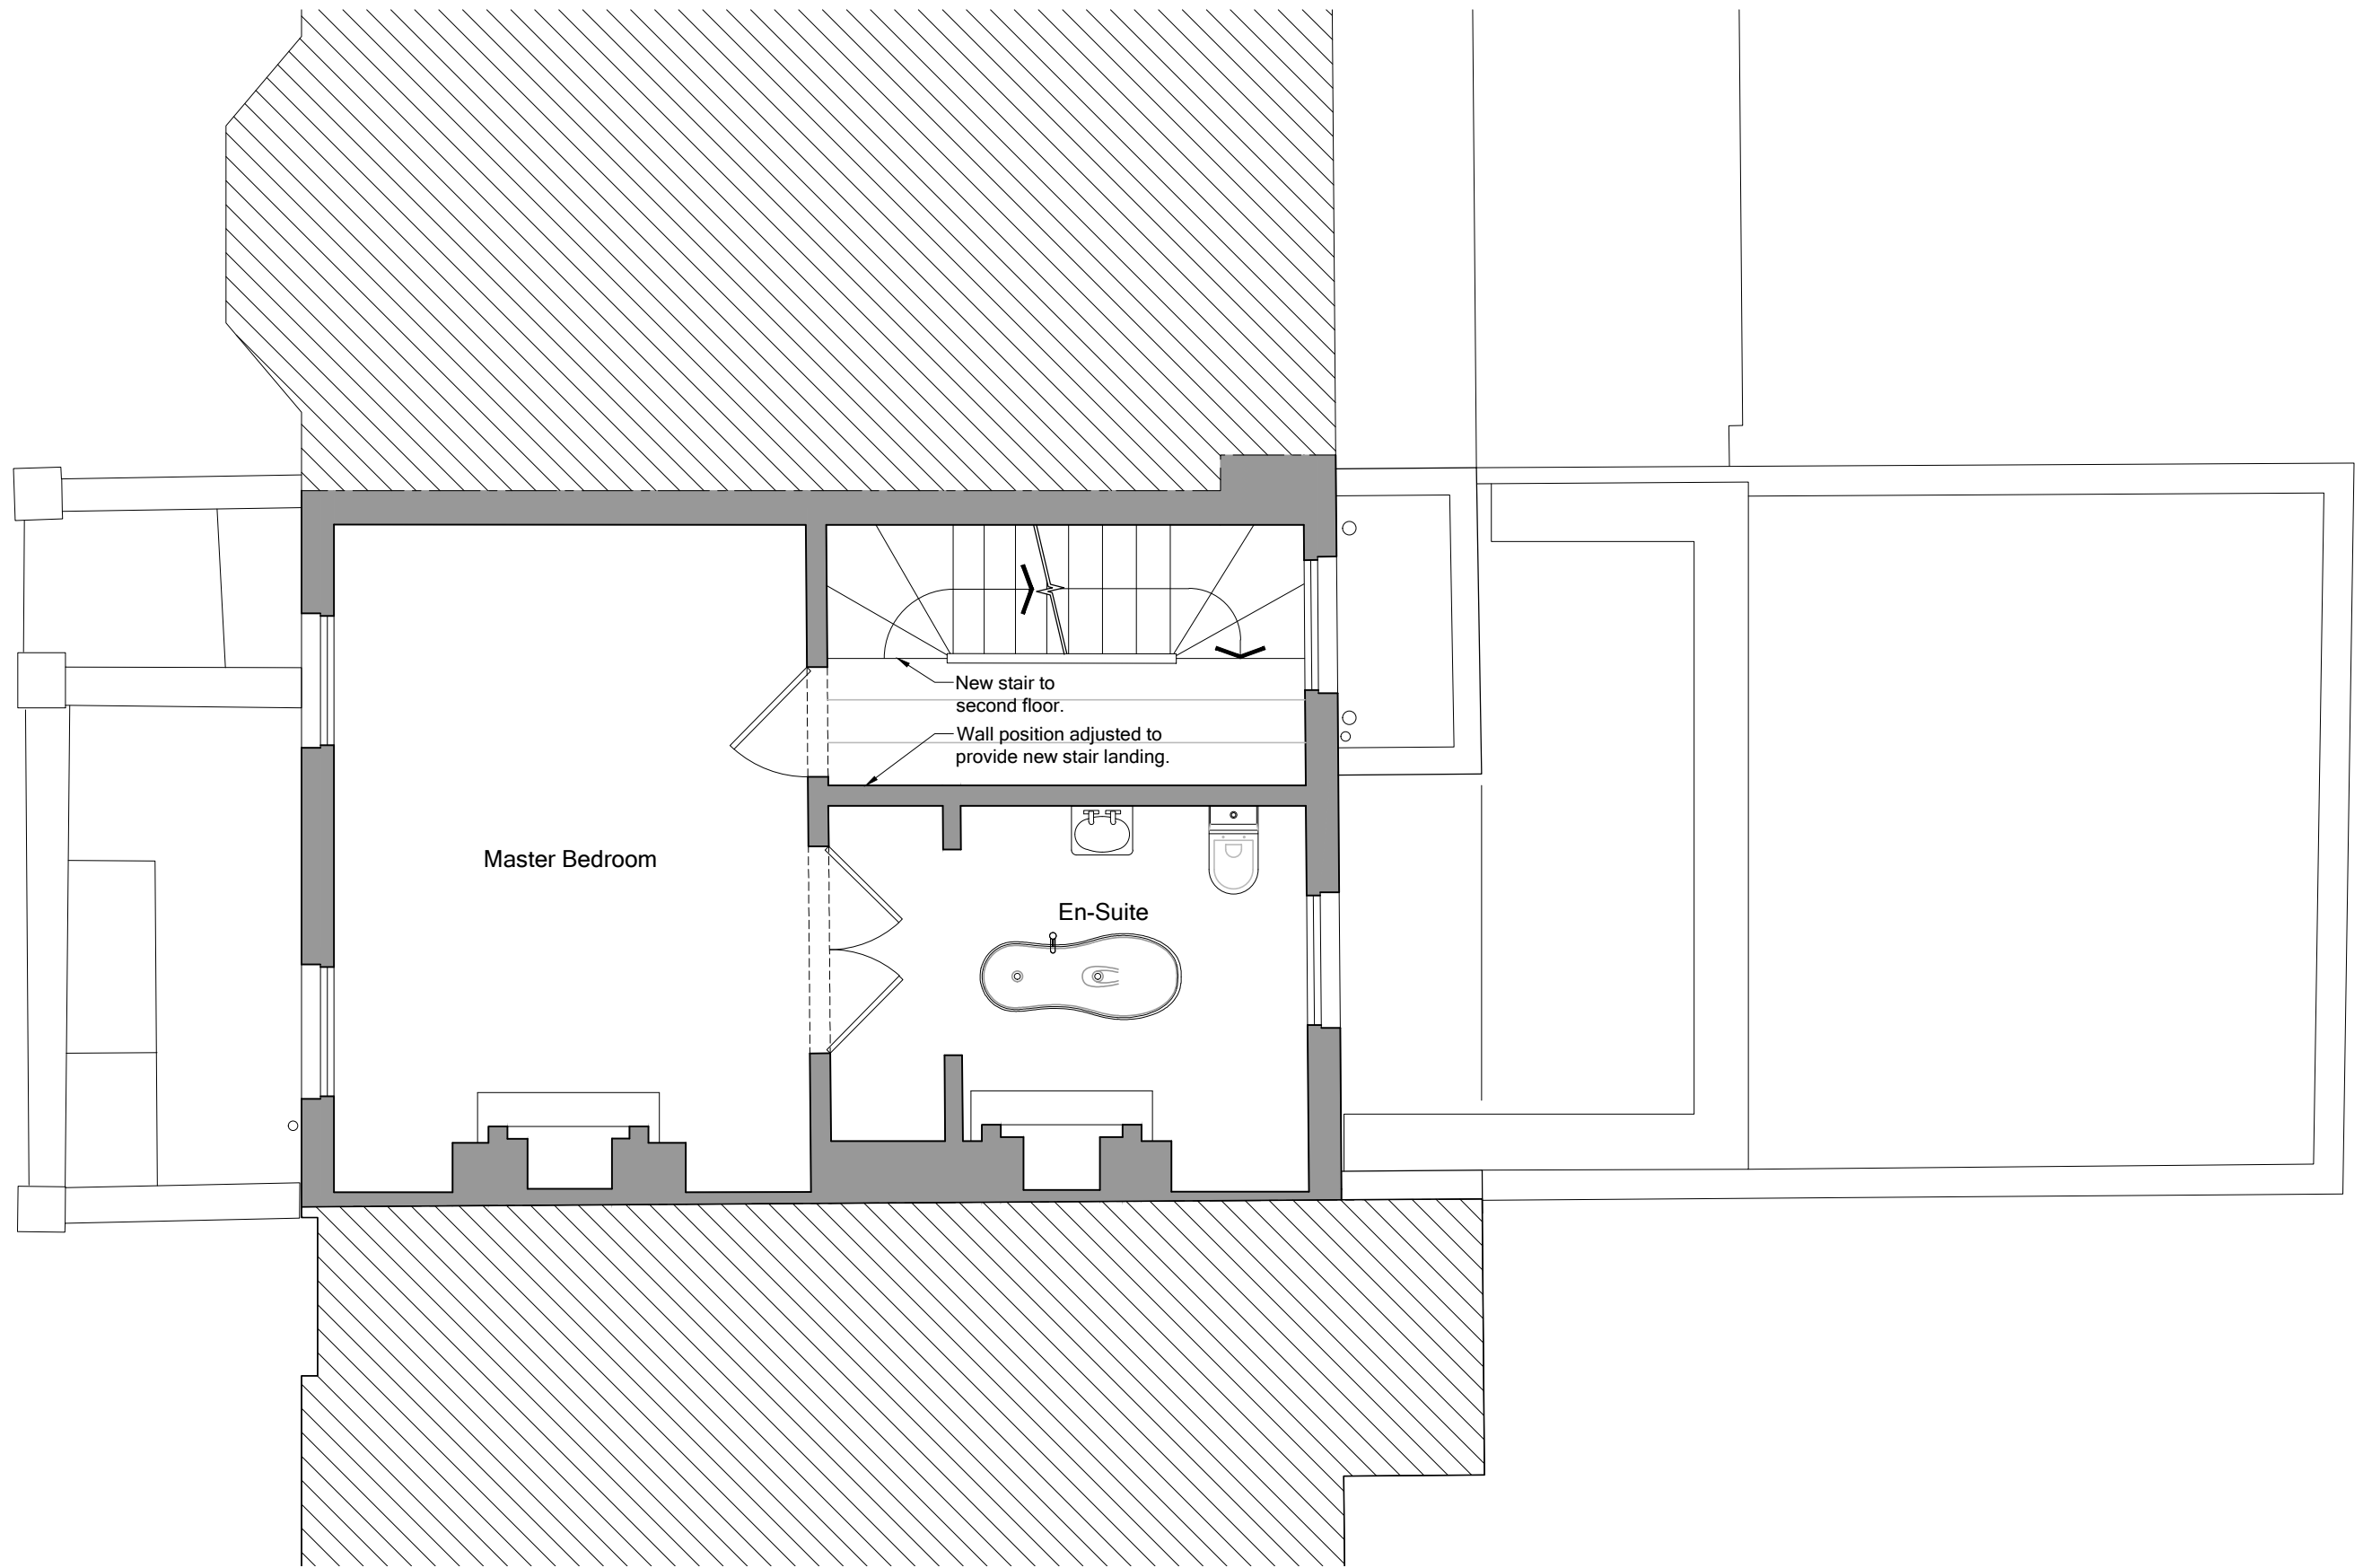 New stair to
second floor.
Wall position adjusted to
provide new stair landing.
Master Bedroom
En-Suite